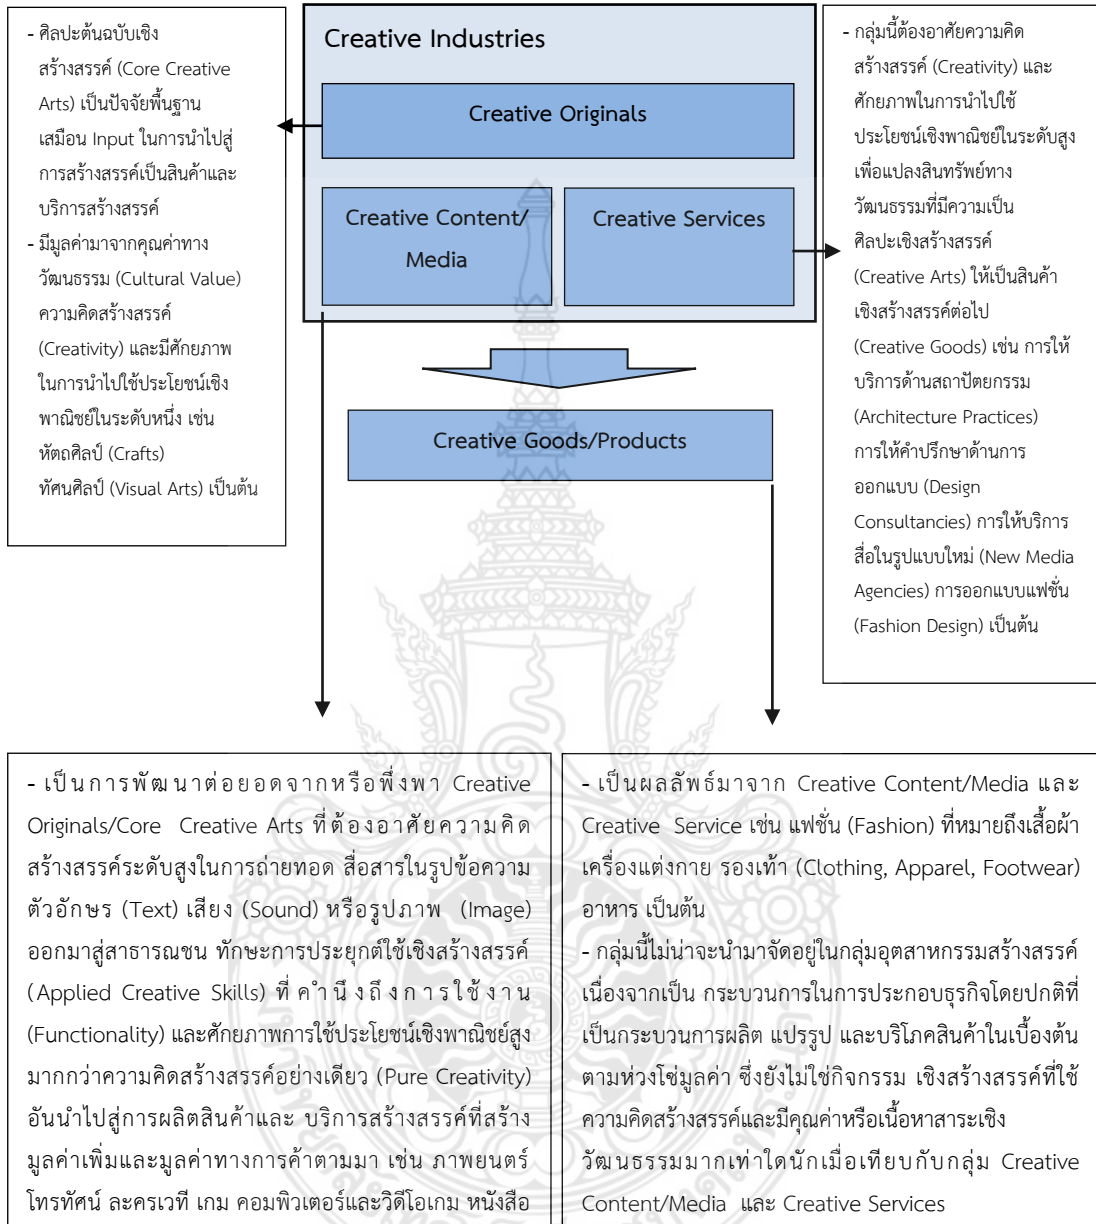 - ศิลปะต้นฉบับเชิง
สร้างสรรค์ (Core Creative
Arts) เป็นปัจจัยพื้นฐาน
เสมือน Input ในการนำไปสู่
การสร้างสรรค์เป็นสินค้าและ
บริการสร้างสรรค์
- มีมูลค่ามาจากคุณค่าทาง
วัฒนธรรม (Cultural Value)
ความคิดสร้างสรรค์
(Creativity) และมีศักยภาพ
ในการนำไปใช้ประโยชน์เชิง
พาณิชย์ในระดับหนึ่ง เช่น
หัตถศิลป์ (Crafts)
ทัศนศิลป์ (Visual Arts) เป็นต้น
Creative Industries
Creative Originals
Creative Content/
Media
Creative Services
Creative Goods/Products
- กลุ่มนี้ต้องอาศัยความคิด
สร้างสรรค์ (Creativity) และ
ศักยภาพในการนำไปใช้
ประโยชน์เชิงพาณิชย์ในระดับสูง
เพื่อแปลงสินทรัพย์ทาง
วัฒนธรรมที่มีความเป็น
ศิลปะเชิงสร้างสรรค์
(Creative Arts) ให้เป็นสินค้า
เชิงสร้างสรรค์ต่อไป
(Creative Goods) เช่น การให้
บริการด้านสถาปัตยกรรม
(Architecture Practices)
การให้คำปรึกษาด้านการ
ออกแบบ (Design
Consultancies) การให้บริการ
สื่อในรูปแบบใหม่ (New Media
Agencies) การออกแบบแฟชั่น
(Fashion Design) เป็นต้น
- เป็นการพัฒนาต่อยอดจากหรือพึ่งพา Creative
Originals/Core Creative Arts ที่ต้องอาศัยความคิด
สร้างสรรค์ระดับสูงในการถ่ายทอด สื่อสารในรูปข้อความ
ตัวอักษร (Text) เสียง (Sound) หรือรูปภาพ (Image)
ออกมาสู่สาธารณชน ทักษะการประยุกต์ใช้เชิงสร้างสรรค์
(Applied Creative Skills) ที่คำนึงถึงการใช้งาน
(Functionality) และศักยภาพการใช้ประโยชน์เชิงพาณิชย์สูง
มากกว่าความคิดสร้างสรรค์อย่างเดียว (Pure Creativity)
อันนำไปสู่การผลิตสินค้าและ บริการสร้างสรรค์ที่สร้าง
มูลค่าเพิ่มและมูลค่าทางการค้าตามมา เช่น ภาพยนตร์
โทรทัศน์ ละครเวที เกม คอมพิวเตอร์และวิดีโอเกม หนังสือ
- เป็นผลลัพธ์มาจาก Creative Content/Media และ
Creative Service เช่น แฟชั่น (Fashion) ที่หมายถึงเสื้อผ้า
เครื่องแต่งกาย รองเท้า (Clothing, Apparel, Footwear)
อาหาร เป็นต้น
- กลุ่มนี้ไม่น่าจะนำมาจัดอยู่ในกลุ่มอุตสาหกรรมสร้างสรรค์
เนื่องจากเป็น กระบวนการในการประกอบธุรกิจโดยปกติที่
เป็นกระบวนการผลิต แปรรูป และบริโภคสินค้าในเบื้องต้น
ตามห่วงโซ่มูลค่า ซึ่งยังไม่ใช่กิจกรรม เชิงสร้างสรรค์ที่ใช้
ความคิดสร้างสรรค์และมีคุณค่าหรือเนื้อหาสาระเชิง
วัฒนธรรมมากเท่าใดนักเมื่อเทียบกับกลุ่ม Creative
Content/Media และ Creative Services